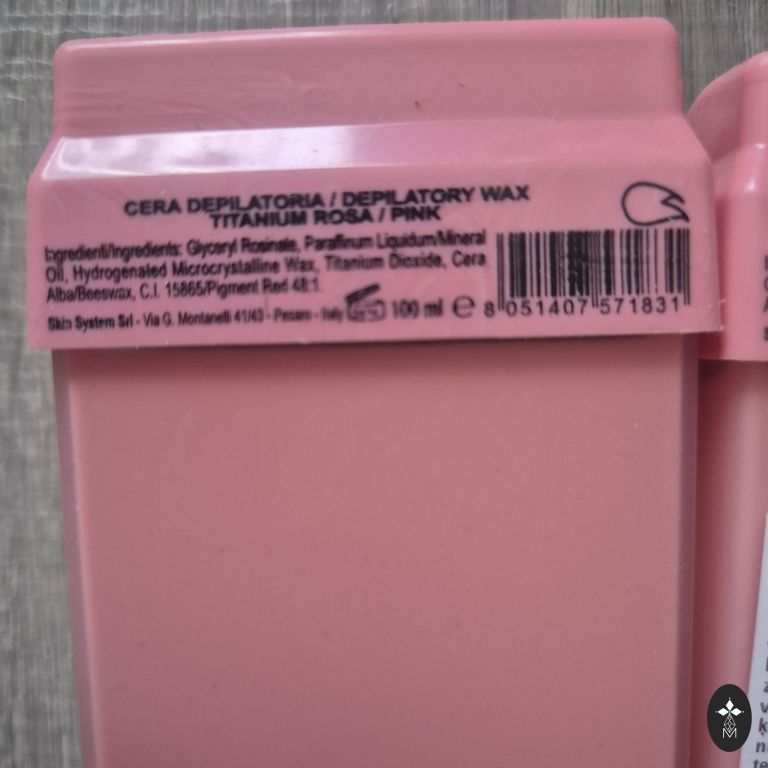 CERA DEPILATORIA / DEPILATORY WAX
TITANIUM ROSA / PINK
Ingredienti/Ingredients: Glyceryl Rosinate, Paraffinum Liquidum/Mineral
Oil, Hydrogenated Microcrystalline Wax, Titanium Dioxide, Cera
Alba/Beeswax, C.I. 15865/Pigment Red 48:1.
Skin System Srl - Via G. Montanelli 41/43 - Pesaro - Italy 100 ml e
8 051407 571831
M